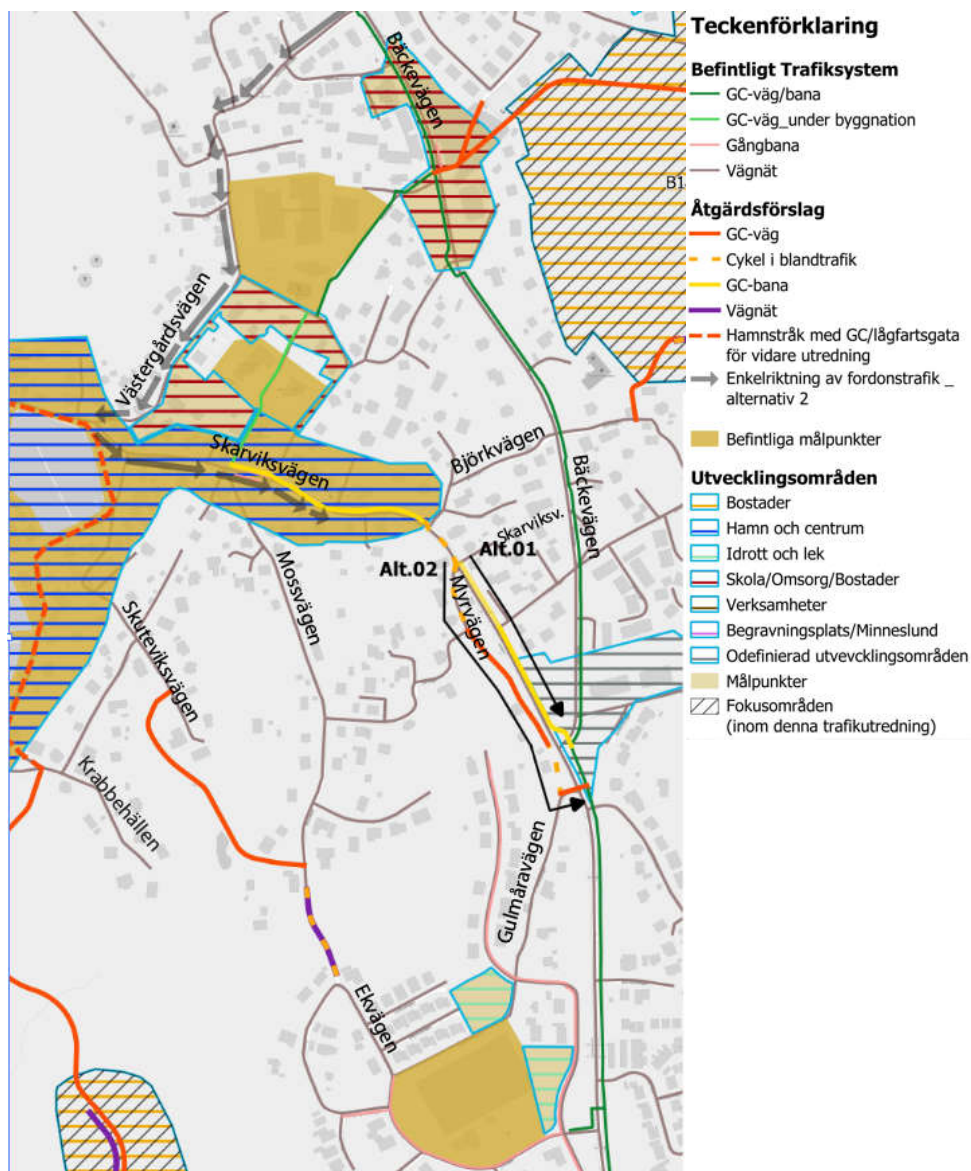 Bäckevägen
B1
Västergårdsvägen
Skarviksvägen
Björkvägen
Bäckevägen
Skarviksv.
Alt.01
Alt.02
Myrvägen
Mossvägen
Skuteviksvägen
Krabbehällen
Gulmåravägen
Ekvägen
Teckenförklaring
Befintligt Trafiksystem
GC-väg/bana
GC-väg_under byggnation
Gångbana
Vägnät
Åtgärdsförslag
GC-väg
Cykel i blandtrafik
GC-bana
Vägnät
Hamnstråk med GC/lågfartsgata
för vidare utredning
Enkelriktning av fordonstrafik _
alternativ 2
Befintliga målpunkter
Utvecklingsområden
Bostader
Hamn och centrum
Idrott och lek
Skola/Omsorg/Bostader
Verksamheter
Begravningsplats/Minneslund
Odefinierad utvevcklingsområden
Målpunkter
Fokusområden
(inom denna trafikutredning)